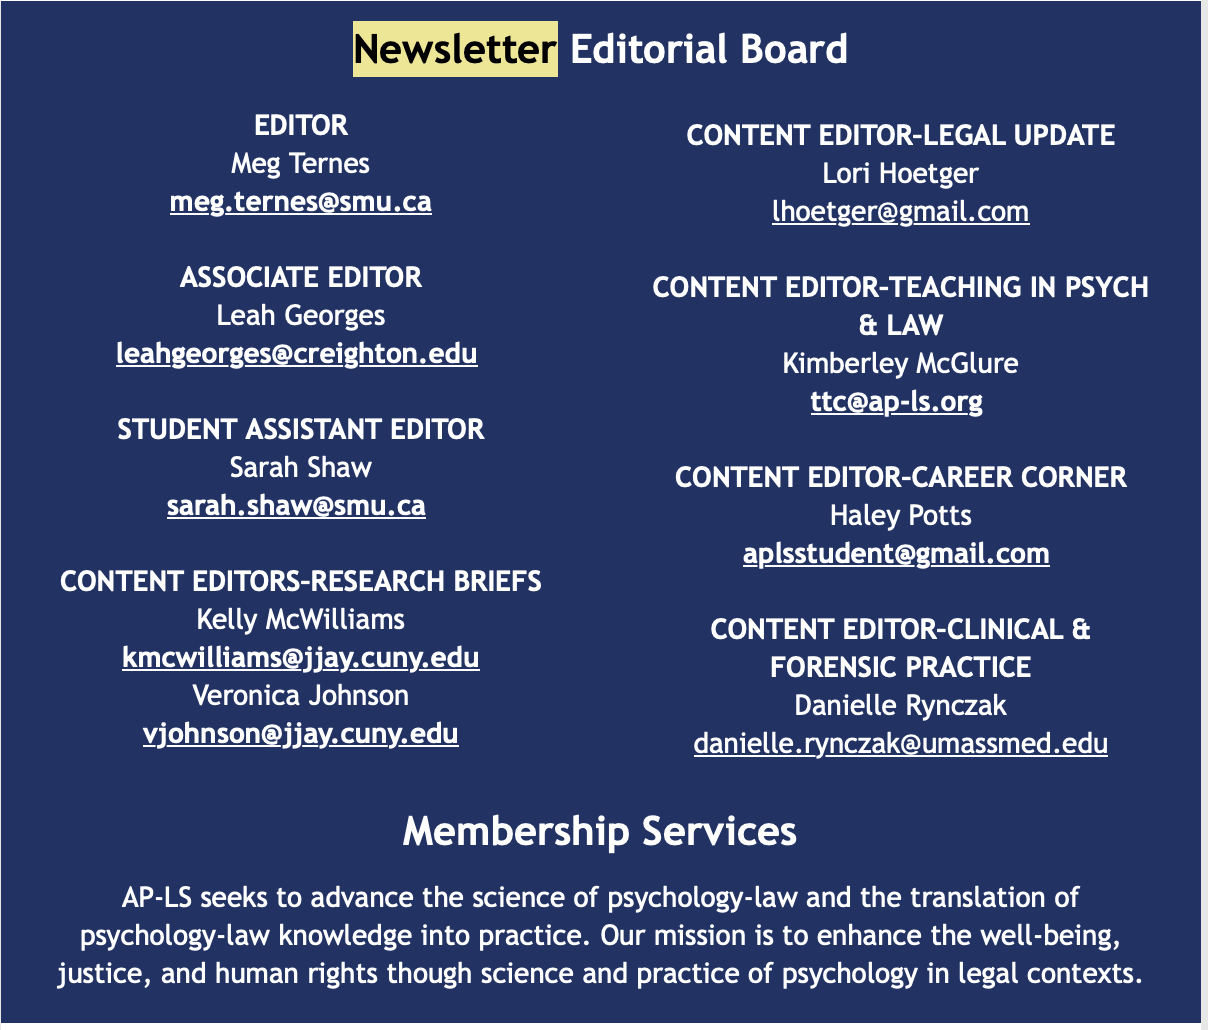 Newsletter Editorial Board
EDITOR
Meg Ternes
meg.ternes@smu.ca
ASSOCIATE EDITOR
Leah Georges
leahgeorges@creighton.edu
STUDENT ASSISTANT EDITOR
Sarah Shaw
sarah.shaw@smu.ca
CONTENT EDITORS–RESEARCH BRIEFS
Kelly McWilliams
kmcwilliams@jjay.cuny.edu
Veronica Johnson
vjohnson@jjay.cuny.edu
CONTENT EDITOR–LEGAL UPDATE
Lori Hoetger
lhoetger@gmail.com
CONTENT EDITOR–TEACHING IN PSYCH
& LAW
Kimberley McGlure
ttc@ap-ls.org
CONTENT EDITOR–CAREER CORNER
Haley Potts
aplsstudent@gmail.com
CONTENT EDITOR–CLINICAL &
FORENSIC PRACTICE
Danielle Rynczak
danielle.rynczak@umassmed.edu
Membership Services
AP-LS seeks to advance the science of psychology-law and the translation of
psychology-law knowledge into practice. Our mission is to enhance the well-being,
justice, and human rights though science and practice of psychology in legal contexts.